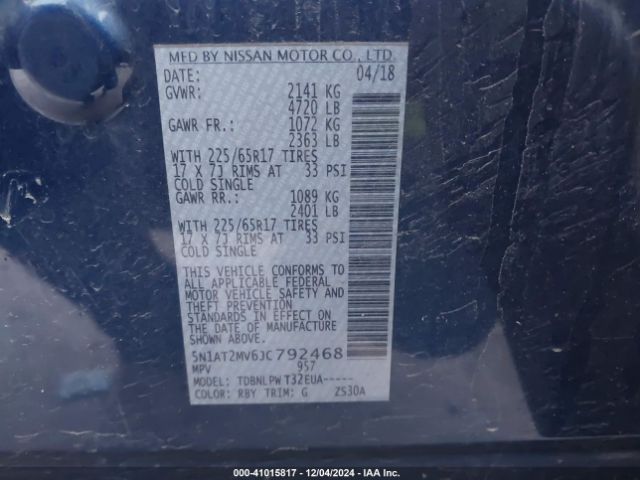 MFD BY NISSAN MOTOR CO., LTD.
DATE: 04/18
GVWR: 2141 KG
4720 LB
GAWR FR.: 1072 KG
2363 LB
WITH 225/65R17 TIRES
17 X 7J RIMS AT 33 PSI
COLD SINGLE
GAWR RR.: 1089 KG
2401 LB
WITH 225/65R17 TIRES
17 X 7J RIMS AT 33 PSI
COLD SINGLE
THIS VEHICLE CONFORMS TO
ALL APPLICABLE FEDERAL
MOTOR VEHICLE SAFETY AND
THEFT PREVENTION
STANDARDS IN EFFECT ON
THE DATE OF MANUFACTURE
SHOWN ABOVE.
5N1AT2MV6JC792468
MPV 957
MODEL: TDBNLPW T32EUA-----
COLOR: RBY TRIM: G ZS30A
000-41015817 - 12/04/2024 - IAA Inc.